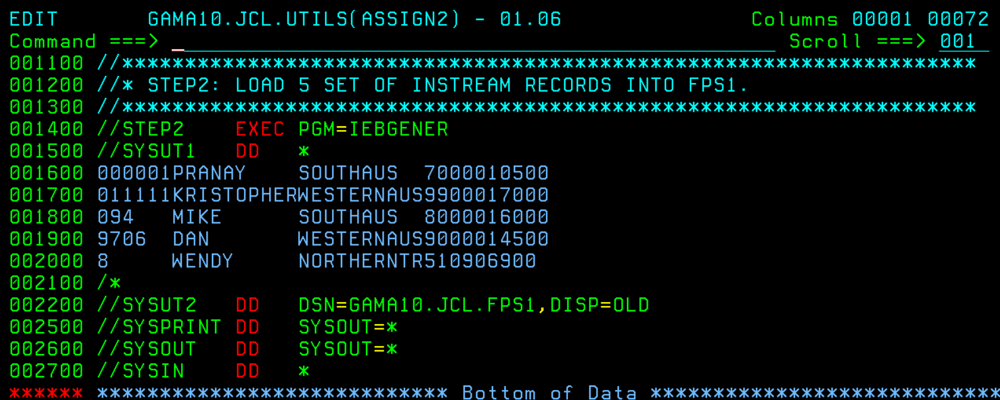 EDIT       GAMA10.JCL.UTILS(ASSIGN2) - 01.06               Columns 00001 00072
Command ===>                                                  Scroll ===> 001
001100 //********************************************************************
001200 //* STEP2: LOAD 5 SET OF INSTREAM RECORDS INTO FPS1.
001300 //********************************************************************
001400 //STEP2    EXEC PGM=IEBGENER
001500 //SYSUT1   DD   *
001600 000001PRANAY    SOUTHAUS  7000010500
001700 011111KRISTOPHERWESTERNAUS9900017000
001800 094   MIKE      SOUTHAUS  8000016000
001900 9706  DAN       WESTERNAUS9000014500
002000 8     WENDY     NORTHERNTR510906900
002100 /*
002200 //SYSUT2   DD   DSN=GAMA10.JCL.FPS1,DISP=OLD
002500 //SYSPRINT DD   SYSOUT=*
002600 //SYSOUT   DD   SYSOUT=*
002700 //SYSIN    DD   *
****** **************************** Bottom of Data ****************************